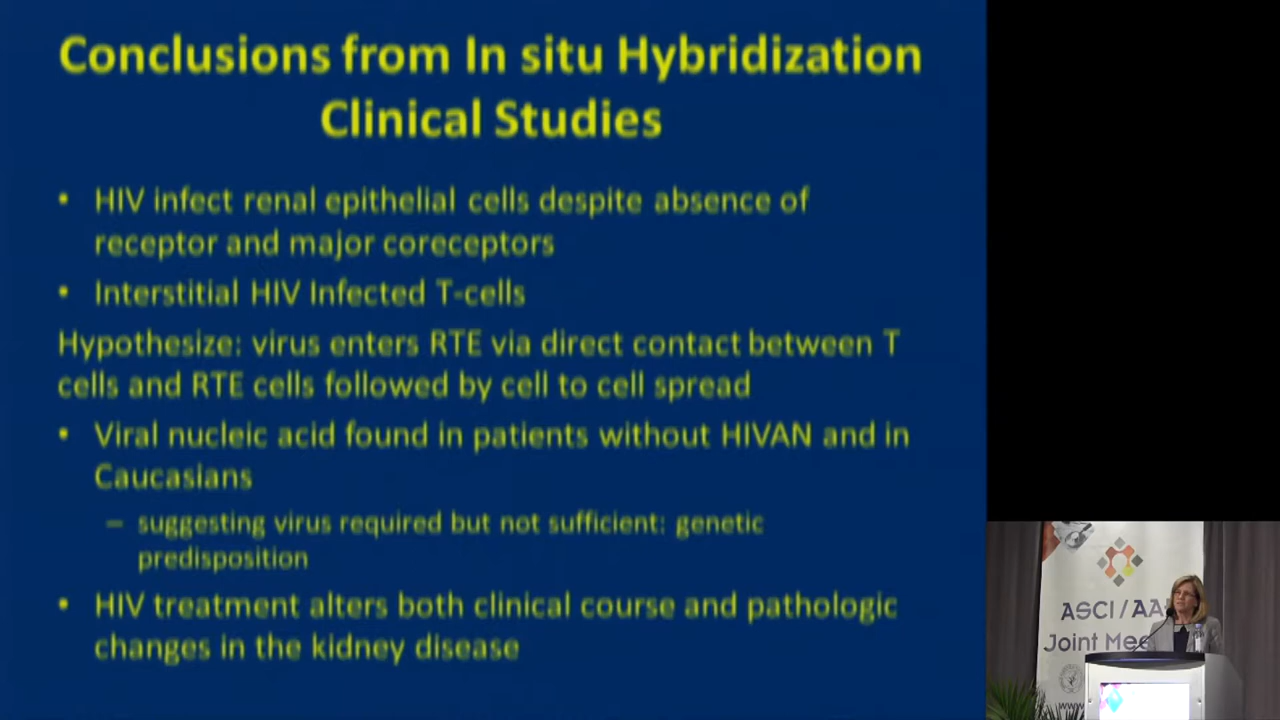 Conclusions from In situ Hybridization
Clinical Studies
• HIV infect renal epithelial cells despite absence of
receptor and major coreceptors
• Interstitial HIV Infected T-cells
Hypothesize: virus enters RTE via direct contact between T
cells and RTE cells followed by cell to cell spread
• Viral nucleic acid found in patients without HIVAN and in
Caucasians
– suggesting virus required but not sufficient: genetic
predisposition
• HIV treatment alters both clinical course and pathologic
changes in the kidney disease
ASCI / AA
Joint Mee